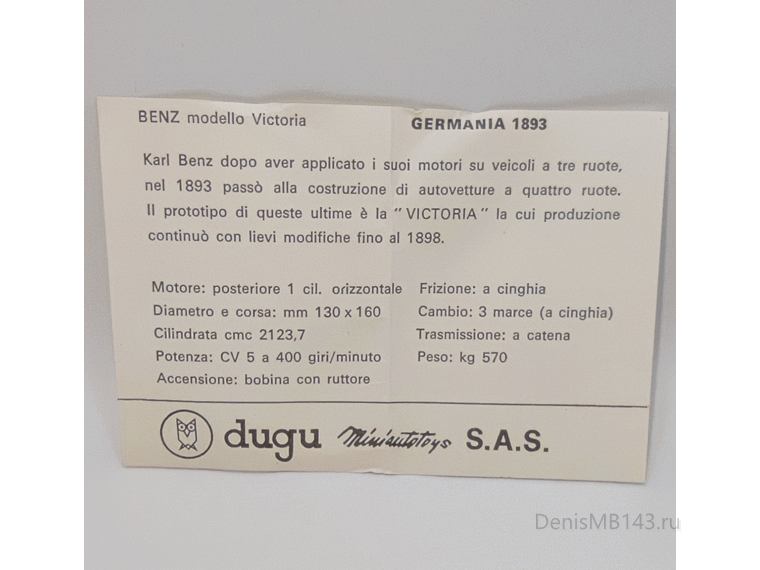 BENZ modello Victoria
GERMANIA 1893
Karl Benz dopo aver applicato i suoi motori su veicoli a tre ruote,
nel 1893 passò alla costruzione di autovetture a quattro ruote.
Il prototipo di queste ultime è la "VICTORIA" la cui produzione
continuò con lievi modifiche fino al 1898.
Motore: posteriore 1 cil. orizzontale
Diametro e corsa: mm 130 x 160
Cilindrata cmc 2123,7
Potenza: CV 5 a 400 giri/minuto
Accensione: bobina con ruttore
Frizione: a cinghia
Cambio: 3 marce (a cinghia)
Trasmissione: a catena
Peso: kg 570
dugu Miniautotoys S.A.S.
DenisMB143.ru